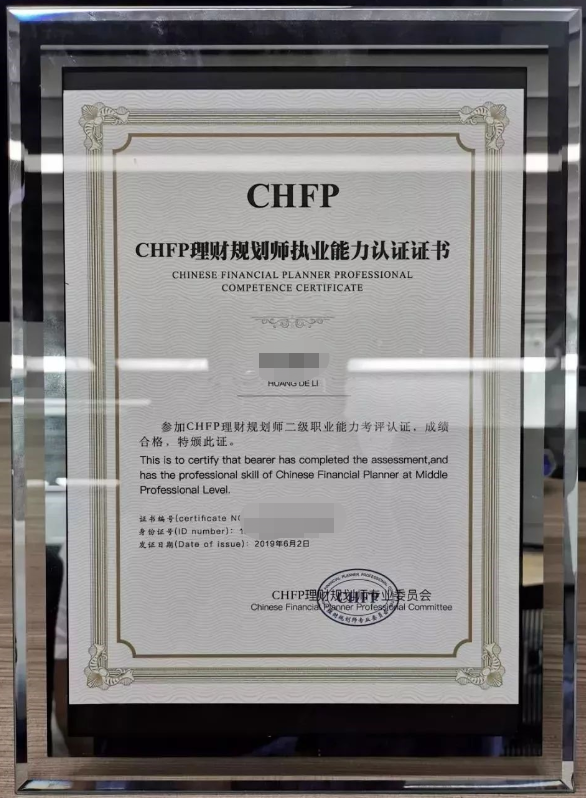 CHFP
CHFP理财规划师执业能力认证证书
CHINESE FINANCIAL PLANNER PROFESSIONAL
COMPETENCE CERTIFICATE
HUANG DE LI
参加CHFP理财规划师二级职业能力考评认证，成绩
合格，特颁此证。
This is to certify that bearer has completed the assessment,and
has the professional skill of Chinese Financial Planner at Middle
Professional Level.
证书编号(certificate NO
身份证号(ID number)：1
发证日期(Date of issue)：2019年6月2日
CHFP理财规划师专业委员会
Chinese Financial Planner Professional Committee
CHFP